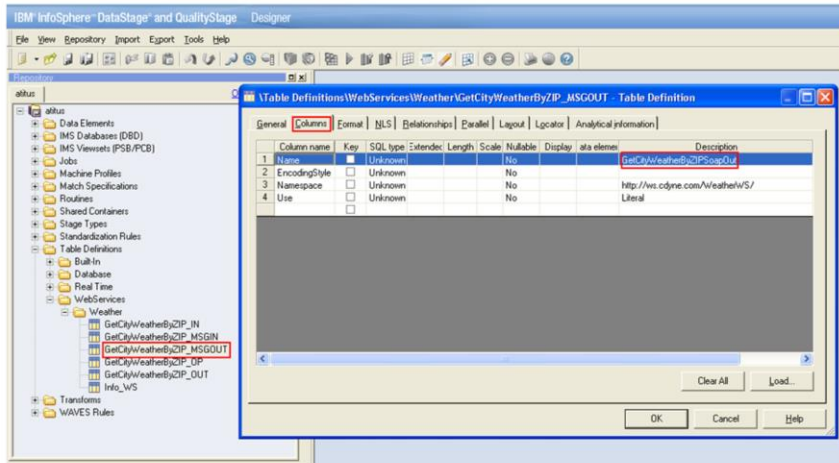 IBM® InfoSphere™ DataStage® and QualityStage Designer
File View Repository Import Export Tools Help
Repository
atitus
atitus
Data Elements
IMS Databases (DBD)
IMS Viewsets (PSB/PCB)
Jobs
Machine Profiles
Match Specifications
Routines
Shared Containers
Stage Types
Standardization Rules
Table Definitions
Built-In
Database
Real Time
WebServices
Weather
GetCityWeatherByZIP_IN
GetCityWeatherByZIP_MSGIN
GetCityWeatherByZIP_MSGOUT
GetCityWeatherByZIP_OP
GetCityWeatherByZIP_OUT
Info_WS
Transforms
WAVES Rules
\Table Definitions\WebServices\Weather\GetCityWeatherByZIP_MSGOUT - Table Definition
General Columns Format NLS Relationships Parallel Layout Locator Analytical information
Column name Key SQL type Extended Length Scale Nullable Display ata elemen Description
1 Name Unknown No GetCityWeatherByZIPSoapOut
2 EncodingStyle Unknown No
3 Namespace Unknown No http://ws.cdyne.com/WeatherWS/
4 Use Unknown No Literal
Clear All Load...
OK Cancel Help